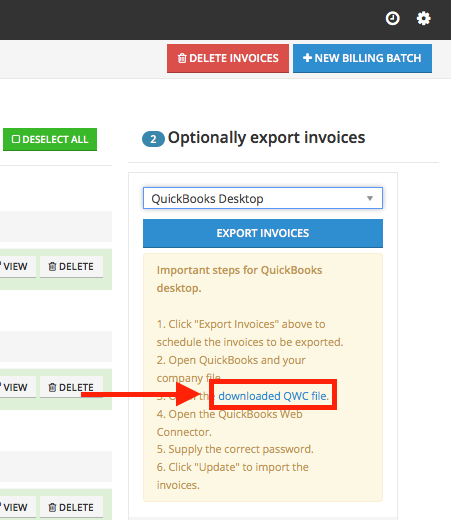 DELETE INVOICES
NEW BILLING BATCH
DESELECT ALL
2 Optionally export invoices
QuickBooks Desktop
EXPORT INVOICES
Important steps for QuickBooks
desktop.
1. Click "Export Invoices" above to
schedule the invoices to be exported.
2. Open QuickBooks and your
company file.
the downloaded QWC file.
4. Open the QuickBooks Web
Connector.
5. Supply the correct password.
6. Click "Update" to import the
invoices.
VIEW DELETE
VIEW DELETE
VIEW DELETE